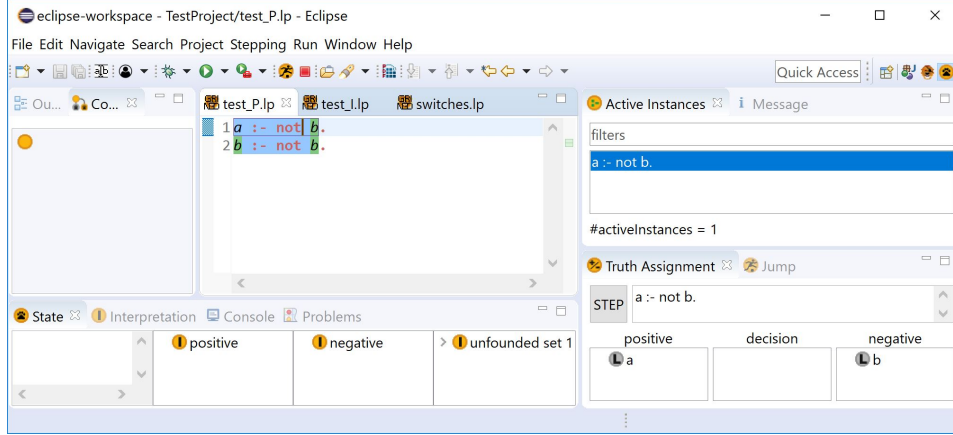 eclipse-workspace - TestProject/test_P.lp - Eclipse
File Edit Navigate Search Project Stepping Run Window Help
Quick Access
Ou... Co... test_P.lp test_I.lp switches.lp Active Instances Message
filters
1 a :- not b.
2 b :- not b.
a :- not b.
#activeInstances = 1
Truth Assignment Jump
STEP a :- not b.
State Interpretation Console Problems
positive negative unfounded set 1
positive decision negative
L a L b